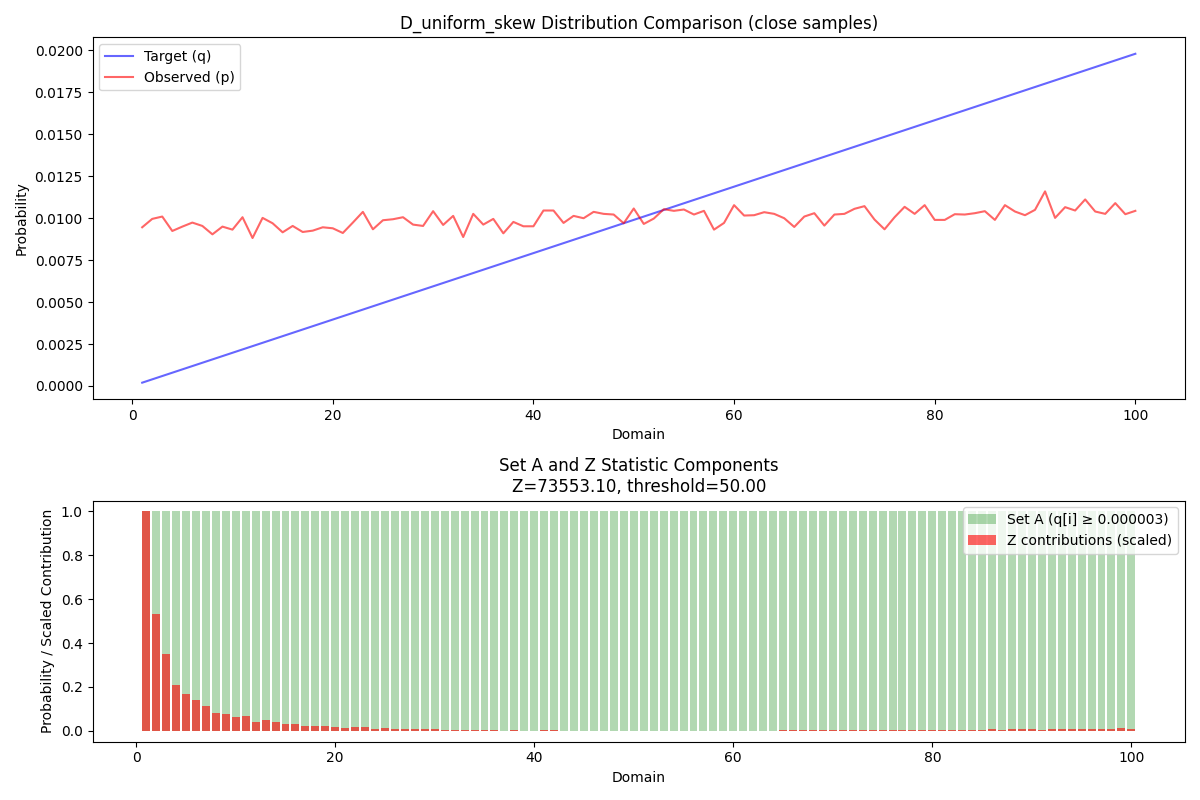 D_uniform_skew Distribution Comparison (close samples)
Target (q)
Observed (p)
0.0200
0.0175
0.0150
0.0125
0.0100
0.0075
0.0050
0.0025
0.0000
Probability
0 20 40 60 80 100
Domain
Set A and Z Statistic Components
Z=73553.10, threshold=50.00
Set A (q[i] ≥ 0.000003)
Z contributions (scaled)
1.0
0.8
0.6
0.4
0.2
0.0
Probability / Scaled Contribution
0 20 40 60 80 100
Domain